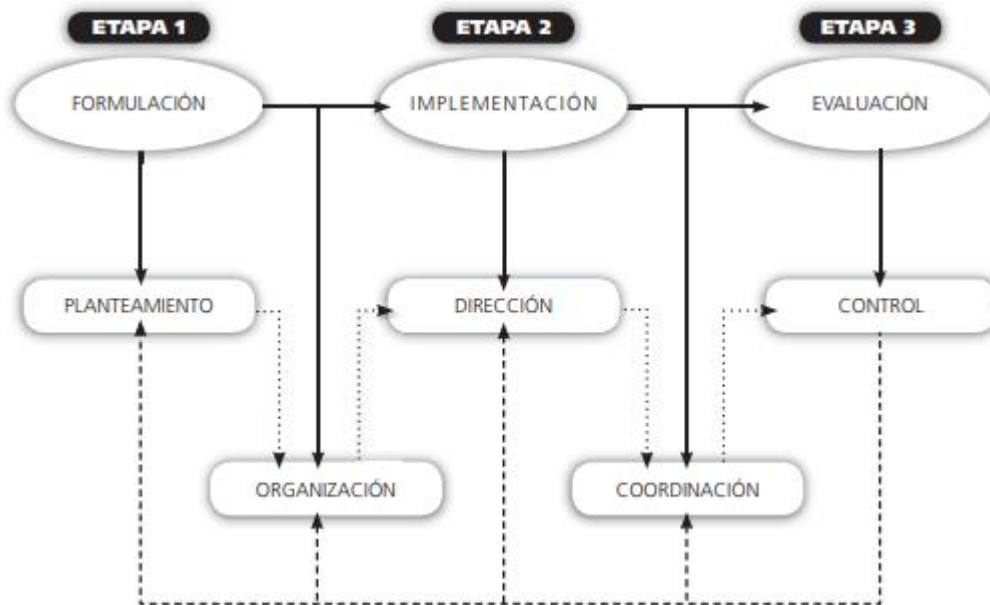 ETAPA 1
ETAPA 2
ETAPA 3
FORMULACIÓN
IMPLEMENTACIÓN
EVALUACIÓN
PLANTEAMIENTO
DIRECCIÓN
CONTROL
ORGANIZACIÓN
COORDINACIÓN